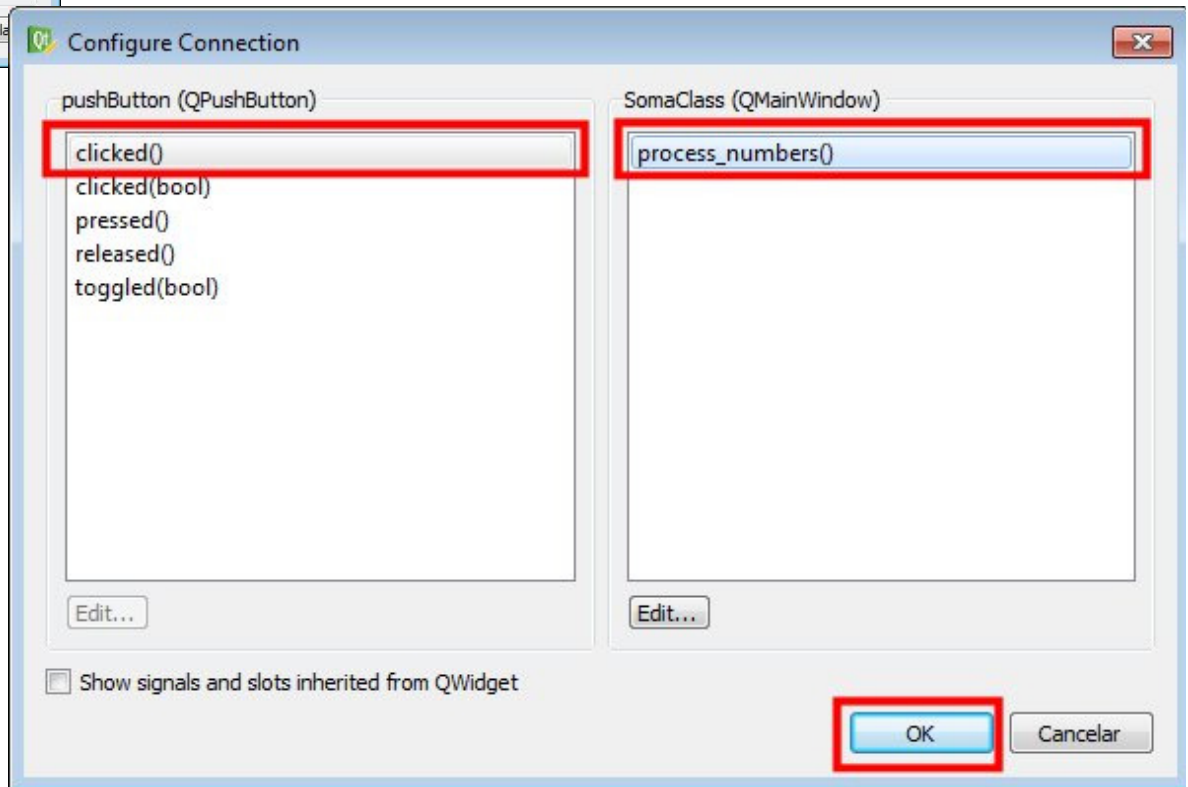 la
Configure Connection
pushButton (QPushButton)
clicked()
clicked(bool)
pressed()
released()
toggled(bool)
Edit...
SomaClass (QMainWindow)
process_numbers()
Edit...
Show signals and slots inherited from QWidget
OK
Cancelar